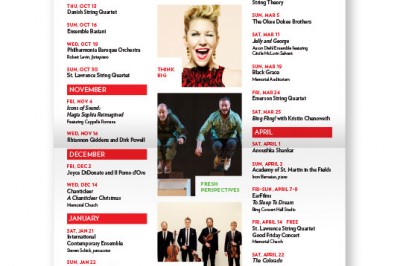 THU, OCT 13
Danish String Quartet
SUN, OCT 16
Ensemble Basiani
WED, OCT 19
Philharmonia Baroque Orchestra
Robert Levin, fortepiano
SUN, OCT 30
St. Lawrence String Quartet
NOVEMBER
FRI, NOV 4
Icons of Sound:
Hagia Sophia Reimagined
Featuring Cappella Romana
WED, NOV 16
Rhiannon Giddens and Dirk Powell
DECEMBER
FRI, DEC 2
Joyce DiDonato and Il Pomo d'Oro
WED, DEC 14
Chanticleer
A Chanticleer Christmas
Memorial Church
JANUARY
SAT, JAN 21
International
Contemporary Ensemble
Steven Schick, percussion
SUN, JAN 22
THINK
BIG
FRESH
PERSPECTIVES
String Theory
SUN, MAR 5
The Okee Dokee Brothers
SAT, MAR 11
Jelly and George
Aaron Diehl Ensemble featuring
Cécile McLorin Salvant
SUN, MAR 19
Black Grace
Memorial Auditorium
FRI, MAR 24
Emerson String Quartet
SAT, MAR 25
Bing Fling! with Kristin Chenoweth
APRIL
SAT, APRIL 1
Anoushka Shankar
SUN, APRIL 2
Academy of St. Martin in the Fields
Inon Barnatan, piano
FRI–SUN, APRIL 7–9
EarFilms
To Sleep To Dream
Bing Concert Hall Studio
FRI, APRIL 14 FREE
St. Lawrence String Quartet
Good Friday Concert
Memorial Church
SAT, APRIL 22
The Colorado